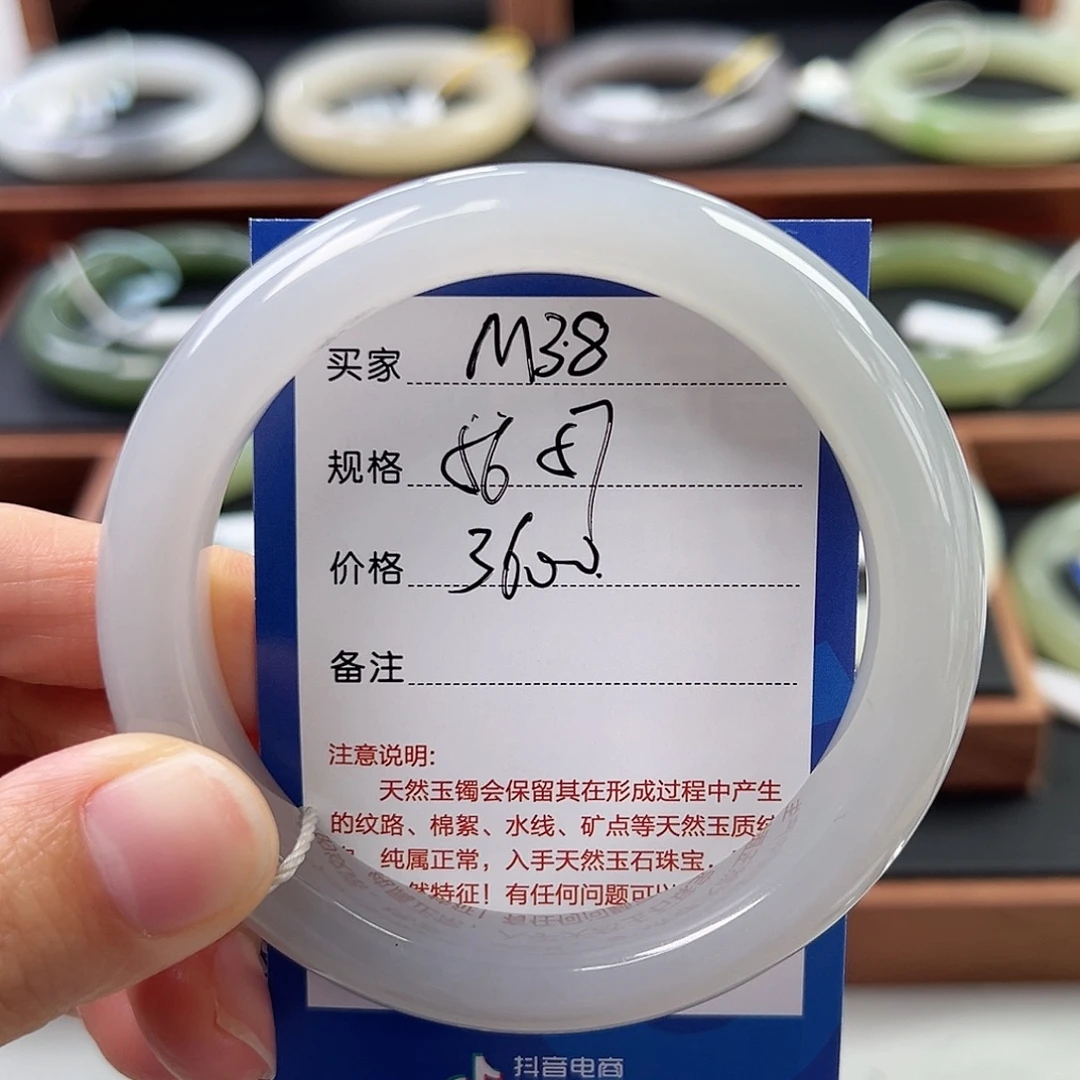 买家 M38
规格 56
价格 3600
备注
注意说明:
天然玉镯会保留其在形成过程中产生
的纹路、棉絮、水线、矿点等天然玉质
纯属正常，入手天然玉石珠宝
然特征！有任何问题可以
抖音电商